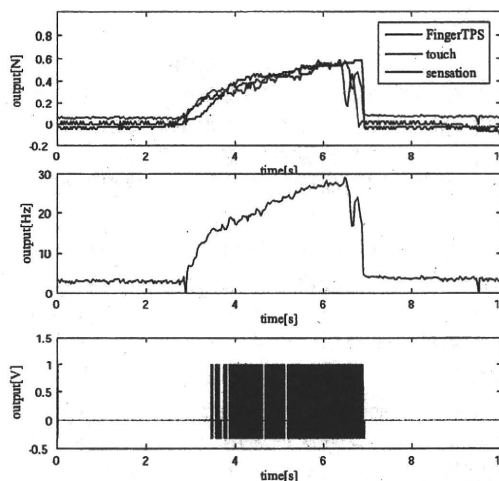 FingerTPS
touch
sensation
output[N]
0.8
0.6
0.4
0.2
0
-0.2
0 2 4 6 8 10
time[s]
output[Hz]
30
20
10
0
0 2 4 6 8 10
time[s]
output[V]
1.5
1
0.5
0
-0.5
0 2 4 6 8
time[s]